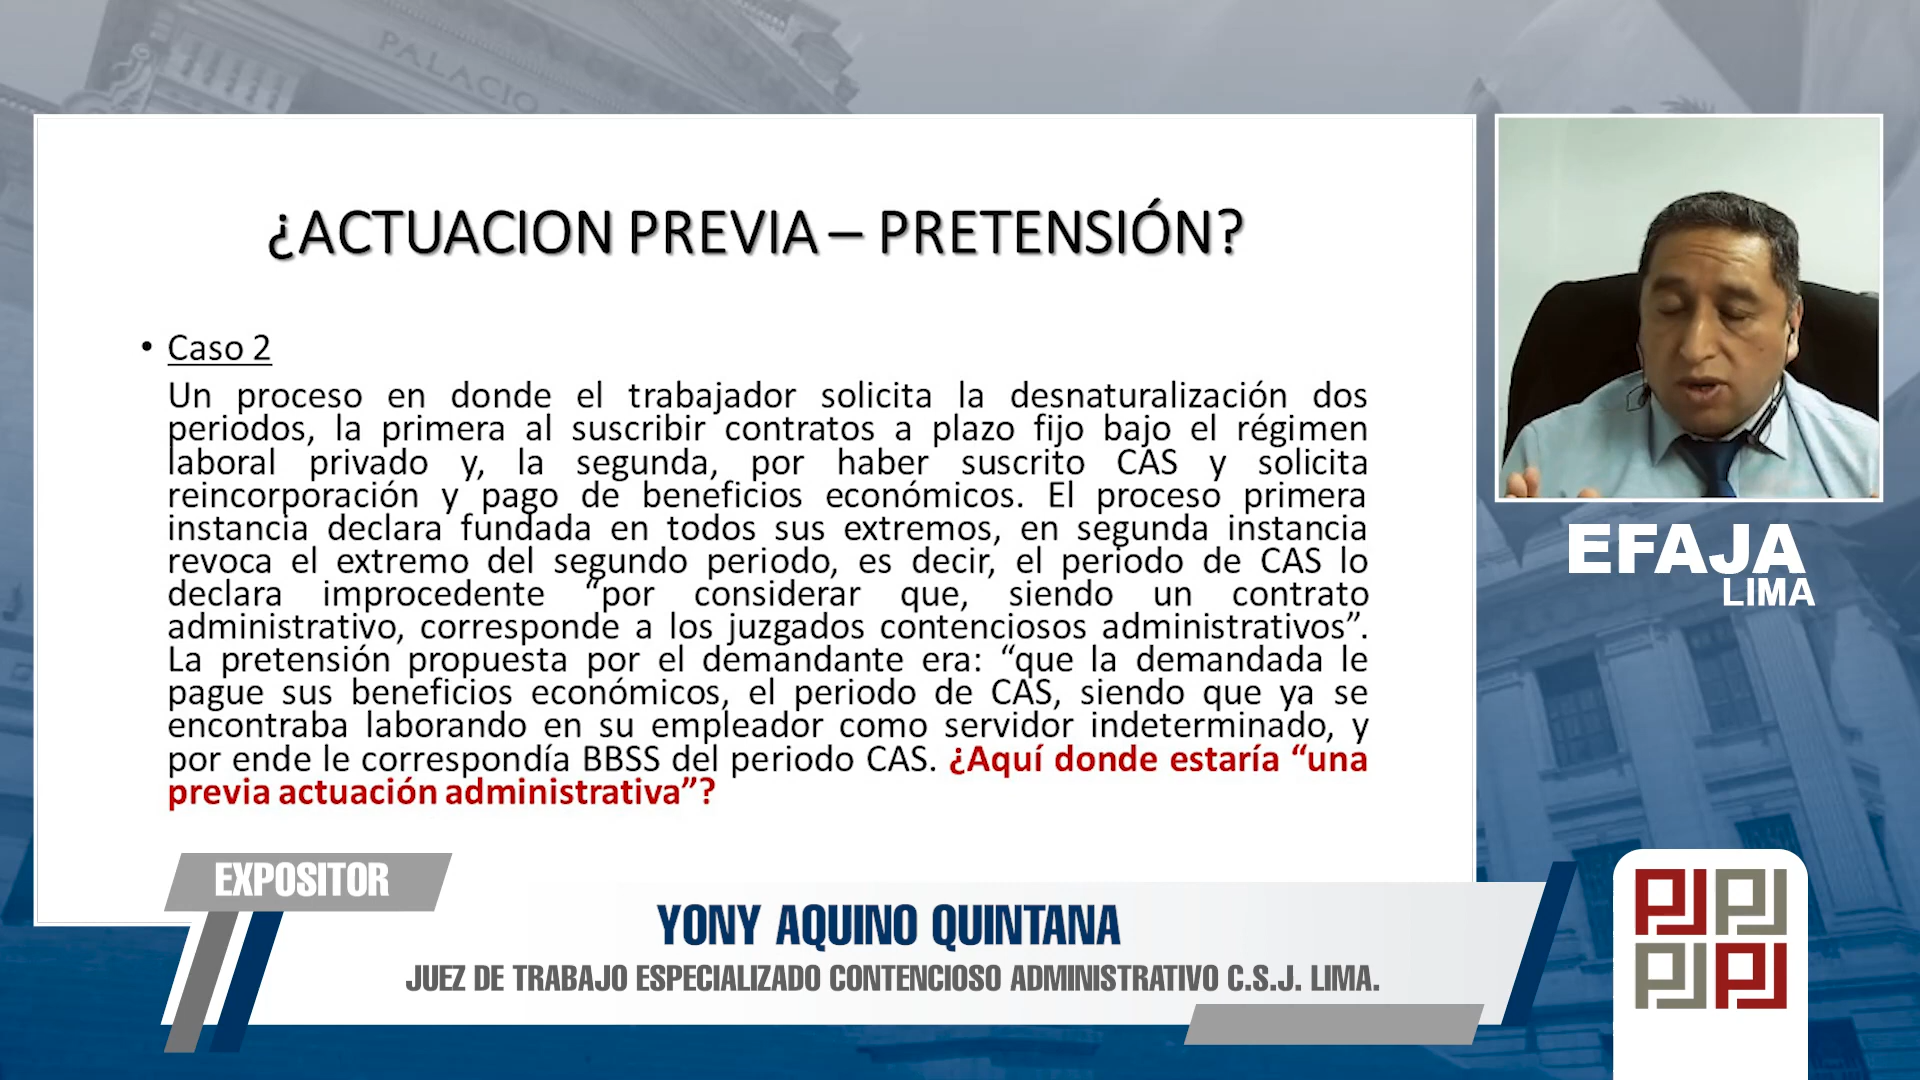 PALACIO
¿ACTUACION PREVIA – PRETENSIÓN?
• Caso 2
Un proceso en donde el trabajador solicita la desnaturalización dos
periodos, la primera al suscribir contratos a plazo fijo bajo el régimen
laboral privado y, la segunda, por haber suscrito CAS y solicita
reincorporación y pago de beneficios económicos. El proceso primera
instancia declara fundada en todos sus extremos, en segunda instancia
revoca el extremo del segundo periodo, es decir, el periodo de CAS lo
declara improcedente “por considerar que, siendo un contrato
administrativo, corresponde a los juzgados contenciosos administrativos”.
La pretensión propuesta por el demandante era: “que la demandada le
pague sus beneficios económicos, el periodo de CAS, siendo que ya se
encontraba laborando en su empleador como servidor indeterminado, y
por ende le correspondía BBSS del periodo CAS. ¿Aquí donde estaría “una
previa actuación administrativa”?
EFAJA
LIMA
EXPOSITOR
YONY AQUINO QUINTANA
JUEZ DE TRABAJO ESPECIALIZADO CONTENCIOSO ADMINISTRATIVO C.S.J. LIMA.
PJ PJ
PJ PJ